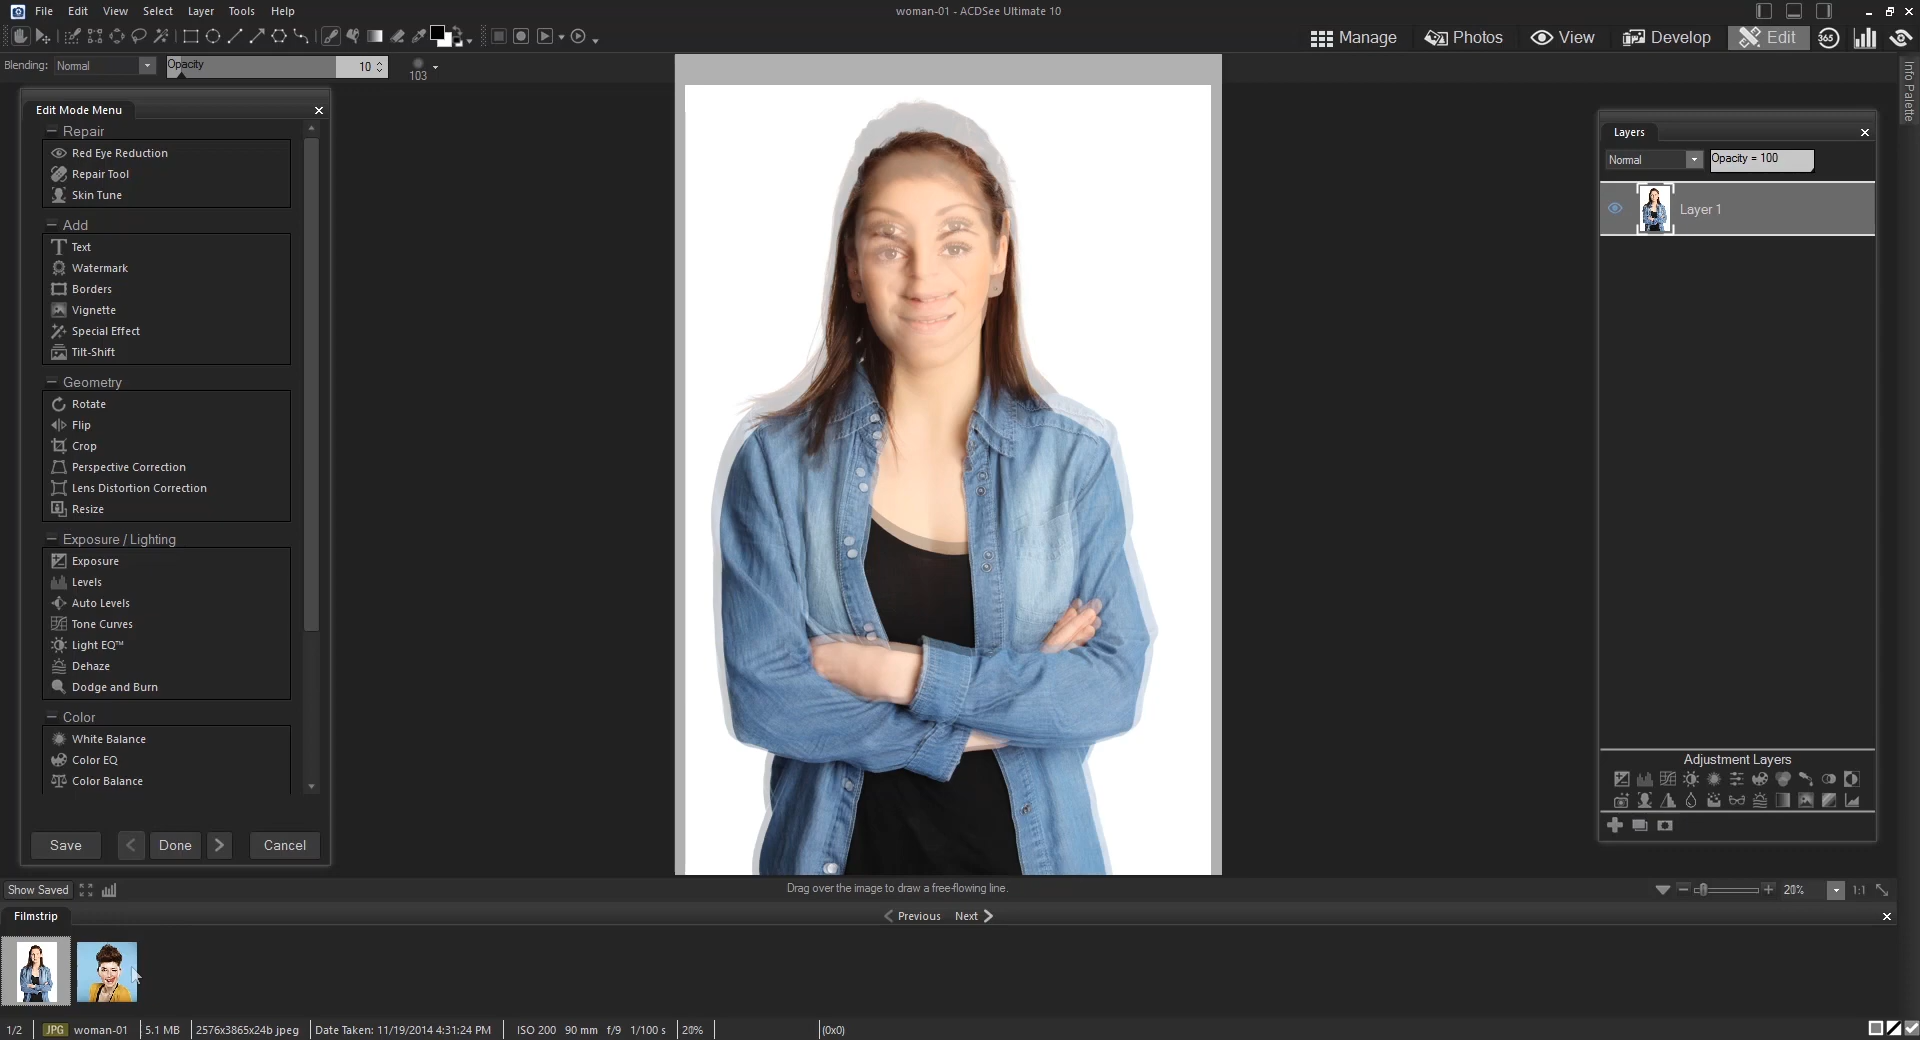 File Edit View Select Layer Tools Help
woman-01 - ACDSee Ultimate 10
Manage Photos View Develop Edit 365
Blending: Normal Opacity 10 103
Info Palette
Edit Mode Menu
Repair
Red Eye Reduction
Repair Tool
Skin Tune
Add
Text
Watermark
Borders
Vignette
Special Effect
Tilt-Shift
Geometry
Rotate
Flip
Crop
Perspective Correction
Lens Distortion Correction
Resize
Exposure / Lighting
Exposure
Levels
Auto Levels
Tone Curves
Light EQ™
Dehaze
Dodge and Burn
Color
White Balance
Color EQ
Color Balance
Save Done Cancel
Layers
Normal Opacity = 100
Layer 1
Adjustment Layers
Show Saved
Drag over the image to draw a free-flowing line.
20% 1:1
Filmstrip
Previous Next
1/2 JPG woman-01 5.1 MB 2576x3865x24b jpeg Date Taken: 11/19/2014 4:31:24 PM ISO 200 90 mm f/9 1/100 s 20% (0x0)